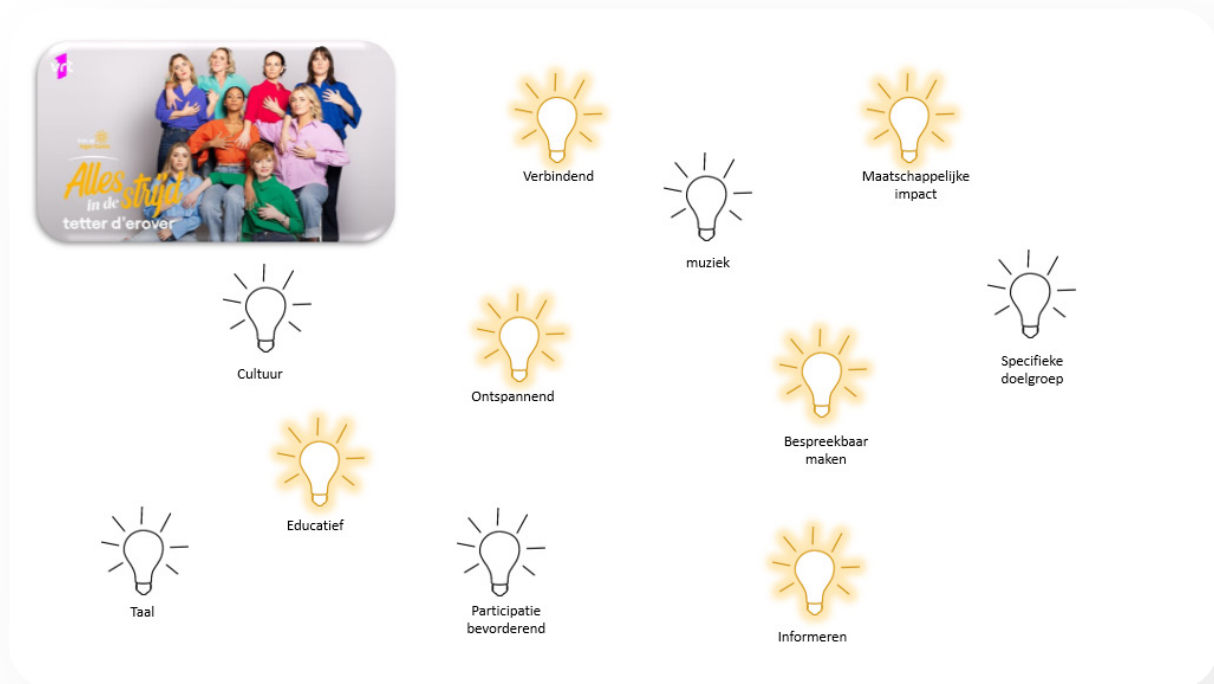 vrt
Alles
in de strijd
tetter d'erover
Verbindend
Maatschappelijke
impact
muziek
Cultuur
Ontspannend
Specifieke
doelgroep
Bespreekbaar
maken
Educatief
Taal
Participatie
bevorderend
Informeren